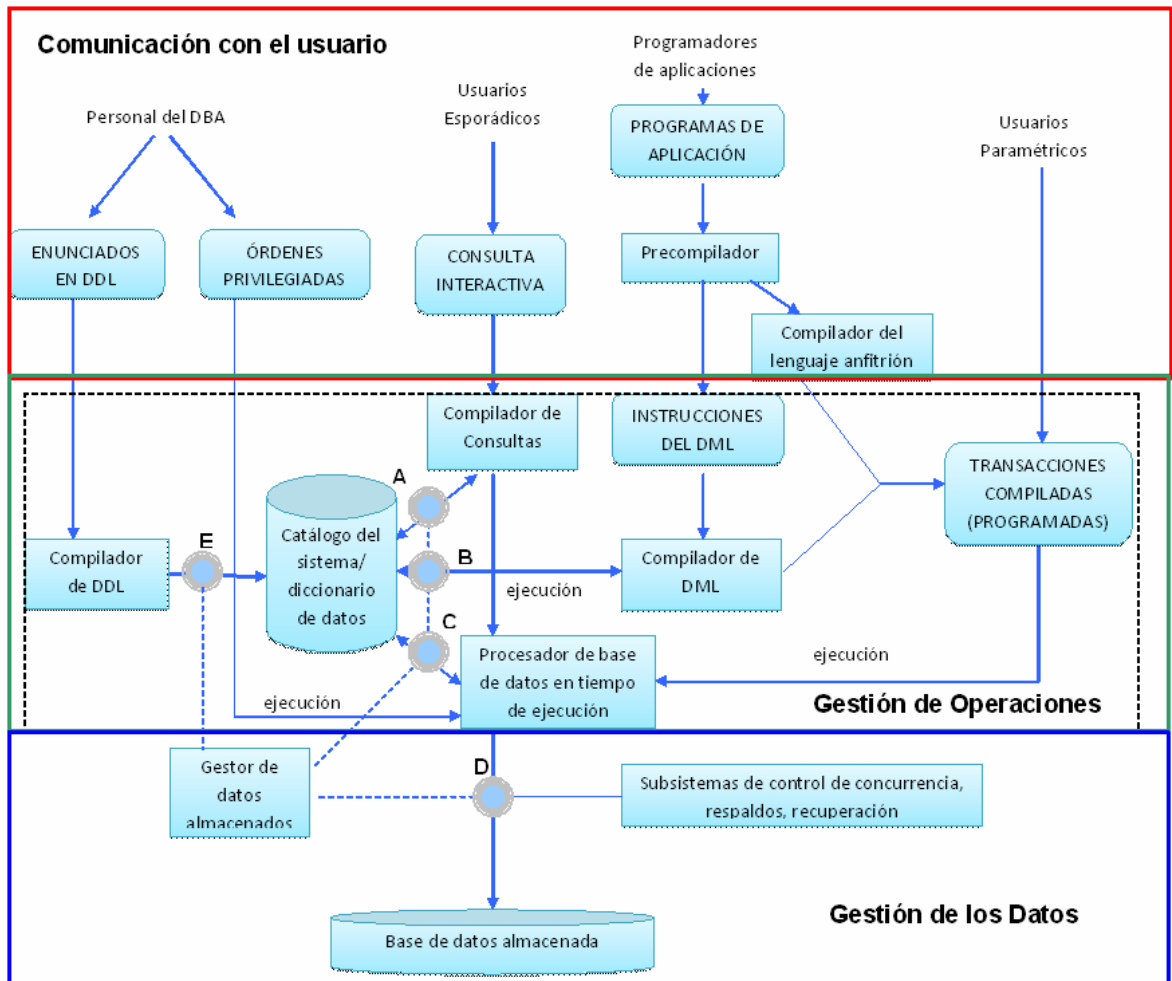 Comunicación con el usuario
Programadores
de aplicaciones
Usuarios
Esporádicos
Personal del DBA
PROGRAMAS DE
APLICACIÓN
Usuarios
Paramétricos
ENUNCIADOS
EN DDL
ÓRDENES
PRIVILEGIADAS
CONSULTA
INTERACTIVA
Precompilador
Compilador del
lenguaje anfitrión
Compilador de
Consultas
INSTRUCCIONES
DEL DML
TRANSACCIONES
COMPILADAS
(PROGRAMADAS)
A
Catálogo del
sistema/
diccionario
de datos
E
B
Compilador
de DDL
ejecución
Compilador de
DML
C
Procesador de base
de datos en tiempo
de ejecución
ejecución
ejecución
Gestión de Operaciones
Gestor de
datos
almacenados
D
Subsistemas de control de concurrencia,
respaldos, recuperación
Gestión de los Datos
Base de datos almacenada